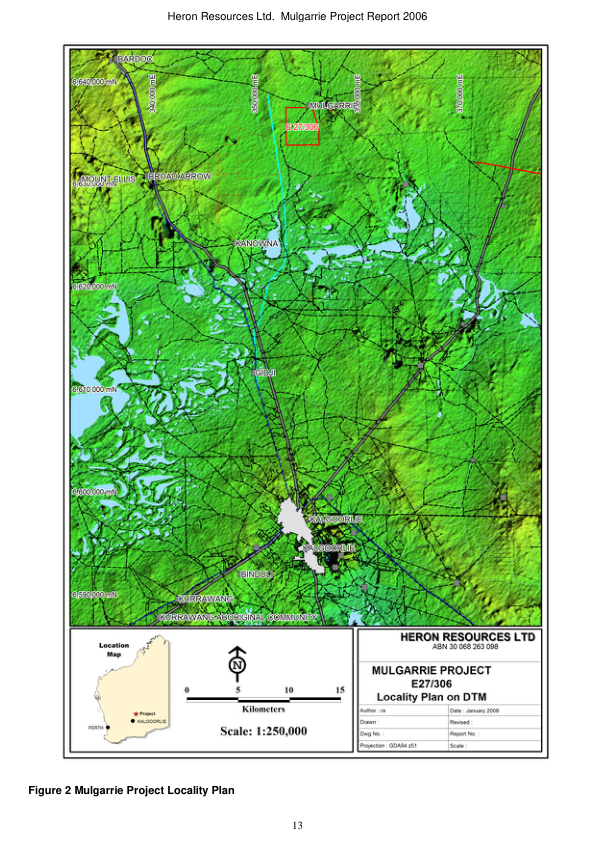 Heron Resources Ltd.  Mulgarrie Project Report 2006
BARDOC
6,640,000 mN
340,000 mE
350,000 mE
360,000 mE
370,000 mE
MULGARRIE
E 27/306
MOUNT ELLIS
BROAD ARROW
6,630,000 mN
KANOWNA
6,620,000 mN
GIDJI
6,610,000 mN
6,600,000 mN
KALGOORLIE
KALGOORLIE
BINDULI
6,590,000 mN
KURRAWANG
KURRAWANG ABORIGINAL COMMUNITY
Location
Map
Project
KALGOORLIE
PERTH
N
0 5 10 15
Kilometers
Scale: 1:250,000
HERON RESOURCES LTD
ABN 30 068 263 098
MULGARRIE PROJECT
E27/306
Locality Plan on DTM
Author : ra
Date : January 2006
Drawn :
Revised :
Dwg No. :
Report No. :
Projection : GDA94 z51
Scale :
Figure 2 Mulgarrie Project Locality Plan
13